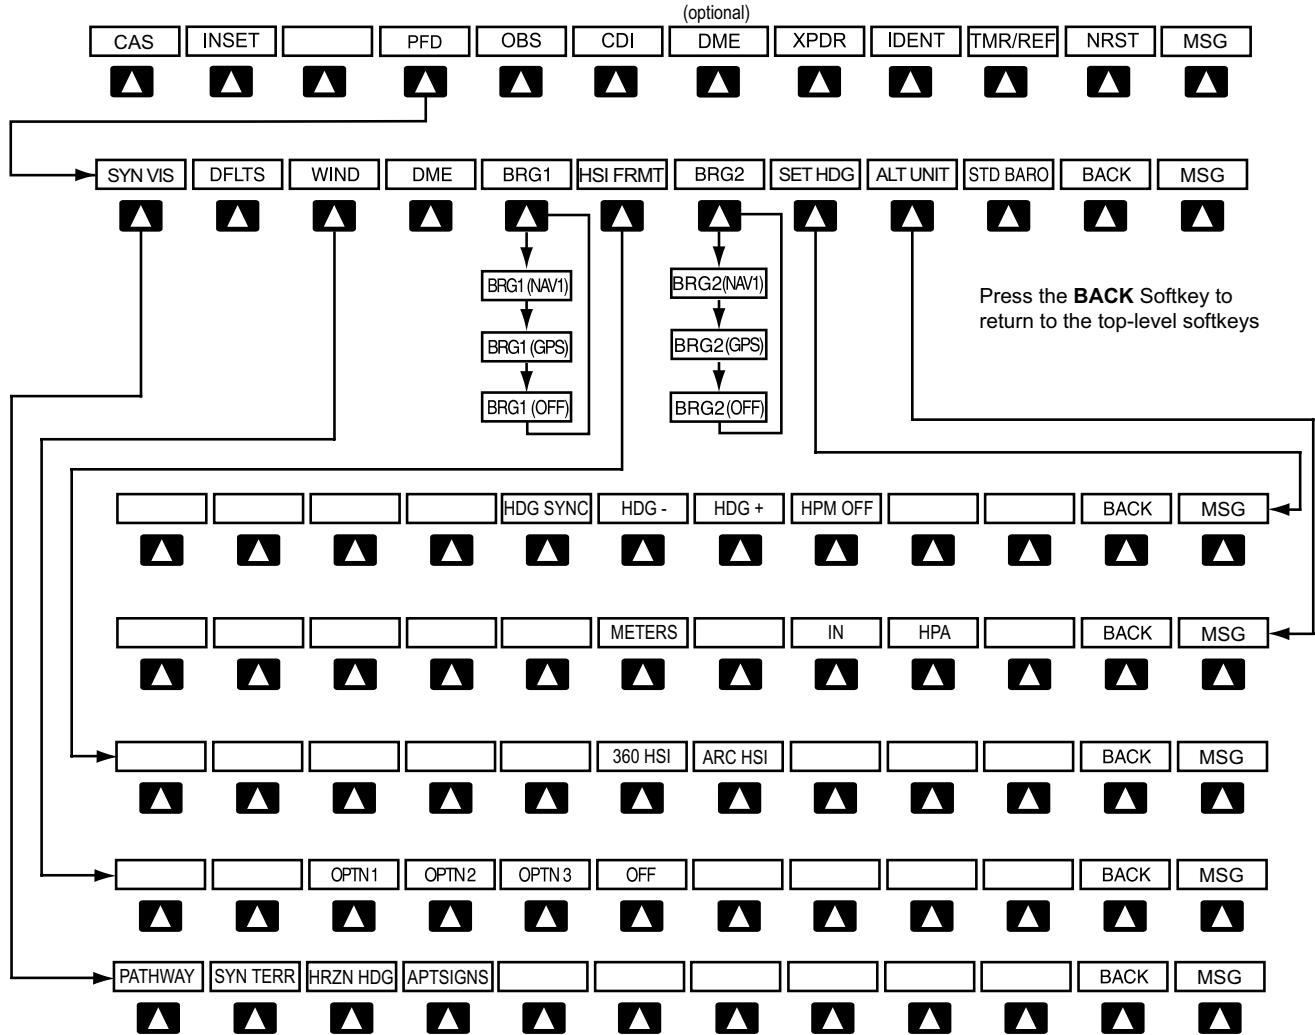 (optional)
CAS INSET PFD OBS CDI DME XPDR IDENT TMR/REF NRST MSG
SYN VIS DFLTS WIND DME BRG1 HSI FRMT BRG2 SET HDG ALT UNIT STD BARO BACK MSG
BRG1 (NAV1) BRG2(NAV1)
Press the BACK Softkey to
return to the top-level softkeys
BRG1 (GPS) BRG2 (GPS)
BRG1 (OFF) BRG2 (OFF)
HDG SYNC HDG - HDG + HPM OFF BACK MSG
METERS IN HPA BACK MSG
360 HSI ARC HSI BACK MSG
OPTN 1 OPTN 2 OPTN 3 OFF BACK MSG
PATHWAY SYN TERR HRZN HDG APTSIGNS BACK MSG